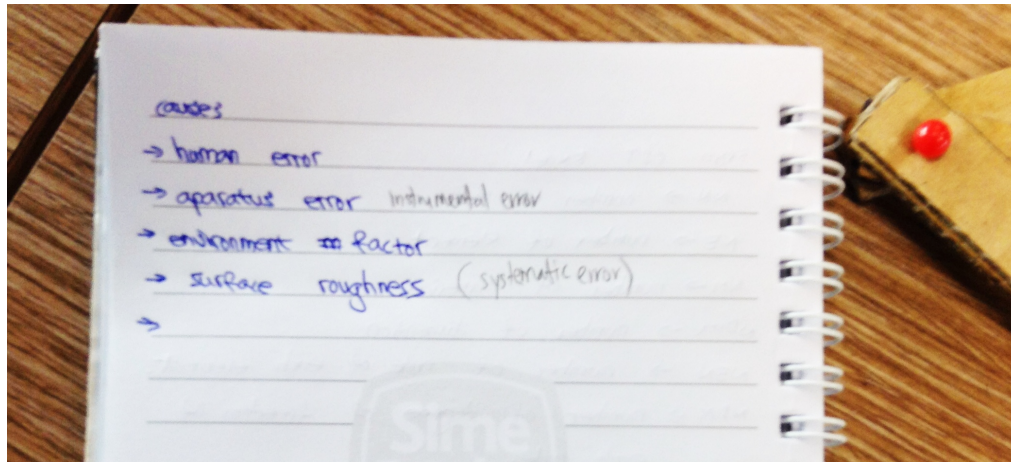 causes
→ human error
→ aparatus error instrumental error
→ environment factor
→ surface roughness (systematic error)
→
Sime